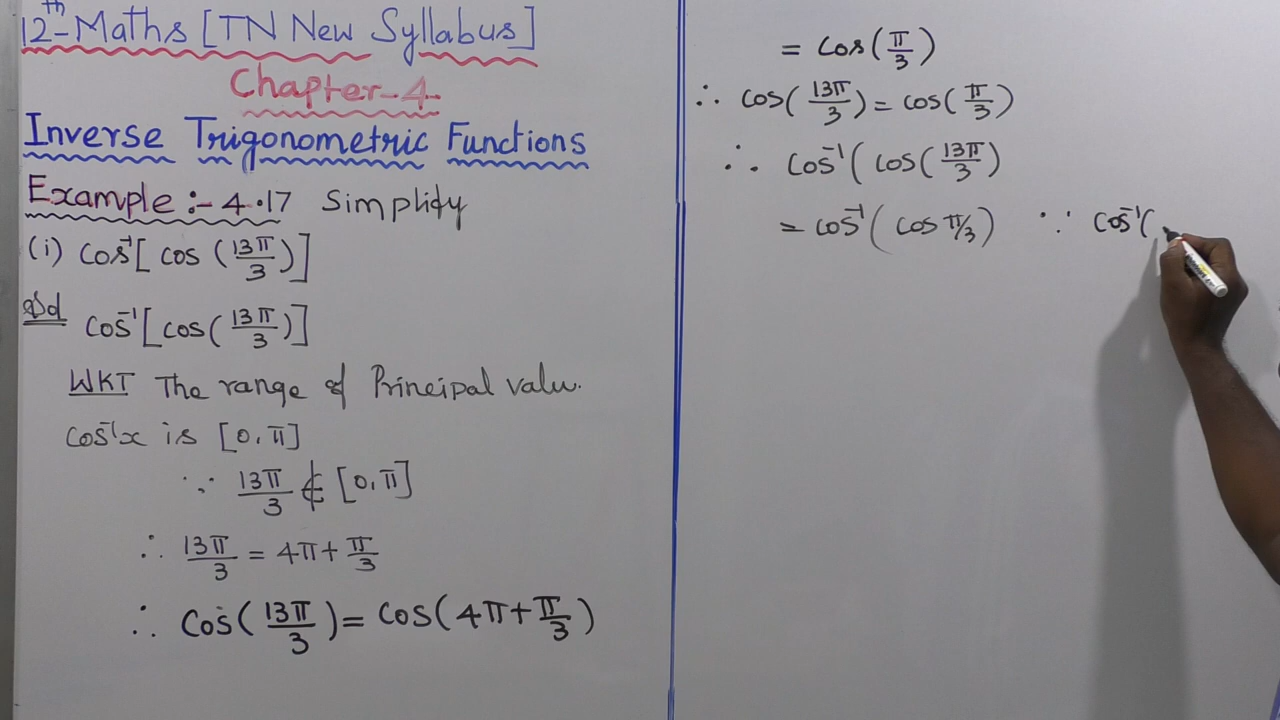 12th-Maths [TN New Syllabus]
Chapter-4-
Inverse Trigonometric Functions
Example :- 4.17 Simplify
(i) Cos⁻¹[ cos (13π/3)]
Sol
Cos⁻¹[cos(13π/3)]
WKT The range of Principal value.
Cos⁻¹x is [0, π]
∵ 13π/3 ∉ [0, π]
∴ 13π/3 = 4π + π/3
∴ Cos(13π/3) = Cos(4π + π/3)
= Cos(π/3)
∴ Cos(13π/3) = cos(π/3)
∴ Cos⁻¹(cos(13π/3)
= cos⁻¹( cos π/3) ∵ Cos⁻¹(